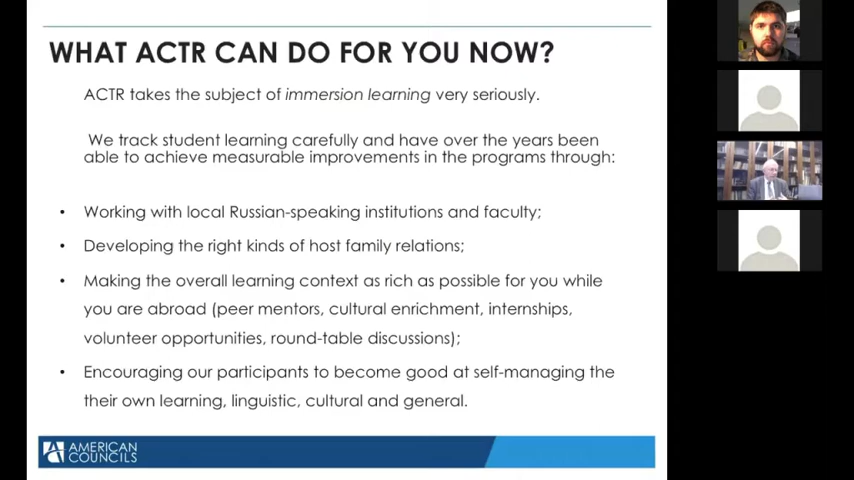 WHAT ACTR CAN DO FOR YOU NOW?
ACTR takes the subject of immersion learning very seriously.
We track student learning carefully and have over the years been
able to achieve measurable improvements in the programs through:
• Working with local Russian-speaking institutions and faculty;
• Developing the right kinds of host family relations;
• Making the overall learning context as rich as possible for you while
you are abroad (peer mentors, cultural enrichment, internships,
volunteer opportunities, round-table discussions);
• Encouraging our participants to become good at self-managing the
their own learning, linguistic, cultural and general.
AMERICAN
COUNCILS